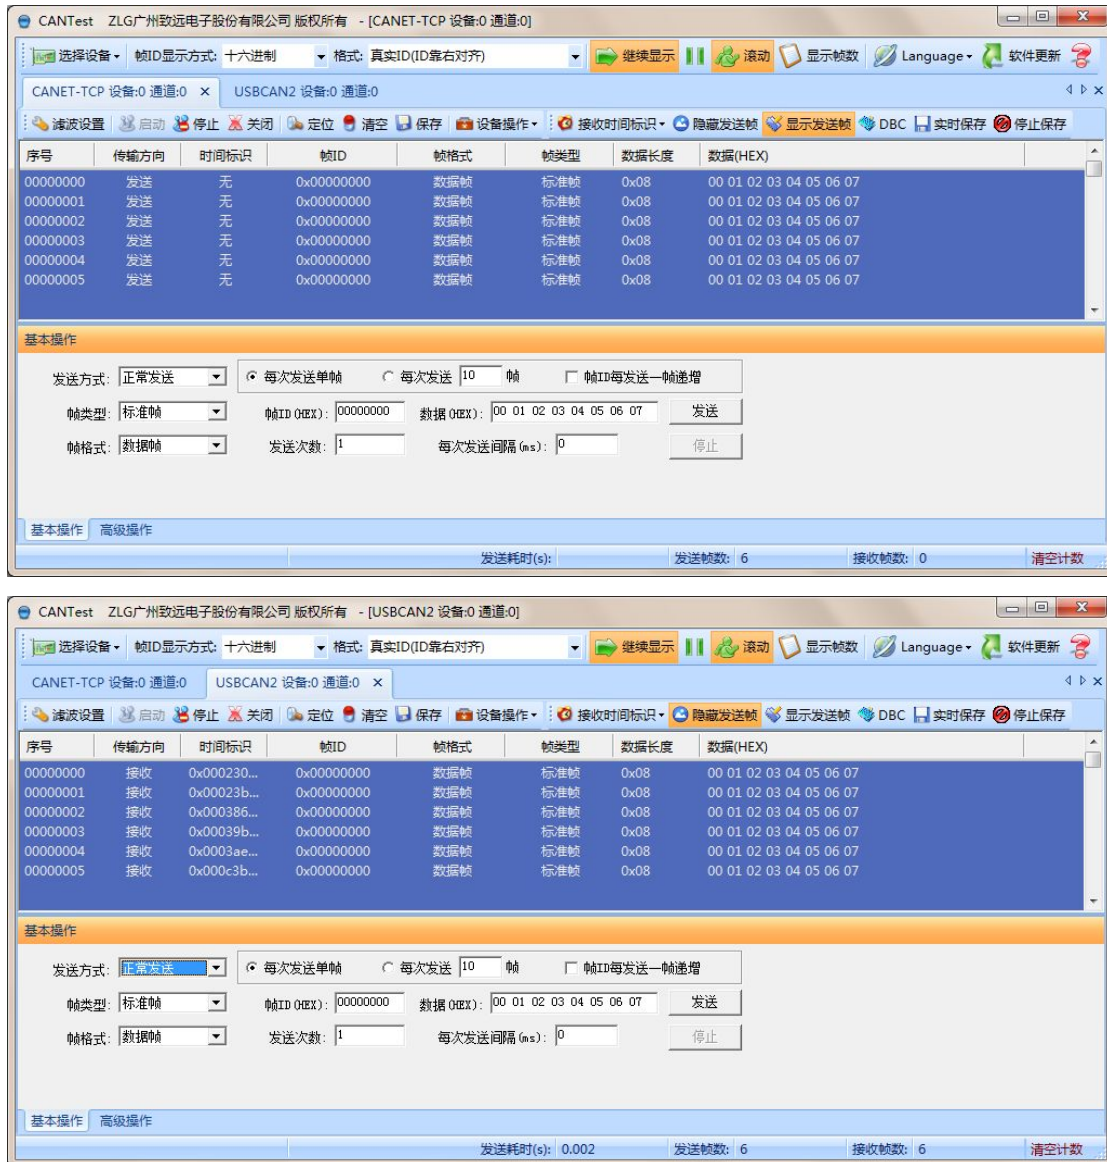 CANTest ZLG广州致远电子股份有限公司 版权所有 - [CANET-TCP 设备:0 通道:0]
选择设备 帧ID显示方式: 十六进制 格式: 真实ID(ID靠右对齐) 继续显示 滚动 显示帧数 Language 软件更新
CANET-TCP 设备:0 通道:0 × USBCAN2 设备:0 通道:0
滤波设置 启动 停止 关闭 定位 清空 保存 设备操作 接收时间标识 隐藏发送帧 显示发送帧 DBC 实时保存 停止保存
序号 传输方向 时间标识 帧ID 帧格式 帧类型 数据长度 数据(HEX)
00000000 发送 无 0x00000000 数据帧 标准帧 0x08 00 01 02 03 04 05 06 07
00000001 发送 无 0x00000000 数据帧 标准帧 0x08 00 01 02 03 04 05 06 07
00000002 发送 无 0x00000000 数据帧 标准帧 0x08 00 01 02 03 04 05 06 07
00000003 发送 无 0x00000000 数据帧 标准帧 0x08 00 01 02 03 04 05 06 07
00000004 发送 无 0x00000000 数据帧 标准帧 0x08 00 01 02 03 04 05 06 07
00000005 发送 无 0x00000000 数据帧 标准帧 0x08 00 01 02 03 04 05 06 07
基本操作
发送方式: 正常发送 每次发送单帧 每次发送 10 帧 帧ID每发送一帧递增
帧类型: 标准帧 帧ID(HEX): 00000000 数据(HEX): 00 01 02 03 04 05 06 07 发送
帧格式: 数据帧 发送次数: 1 每次发送间隔(ms): 0 停止
基本操作 高级操作
发送耗时(s): 发送帧数: 6 接收帧数: 0 清空计数
CANTest ZLG广州致远电子股份有限公司 版权所有 - [USBCAN2 设备:0 通道:0]
选择设备 帧ID显示方式: 十六进制 格式: 真实ID(ID靠右对齐) 继续显示 滚动 显示帧数 Language 软件更新
CANET-TCP 设备:0 通道:0 USBCAN2 设备:0 通道:0 ×
滤波设置 启动 停止 关闭 定位 清空 保存 设备操作 接收时间标识 隐藏发送帧 显示发送帧 DBC 实时保存 停止保存
序号 传输方向 时间标识 帧ID 帧格式 帧类型 数据长度 数据(HEX)
00000000 接收 0x000230... 0x00000000 数据帧 标准帧 0x08 00 01 02 03 04 05 06 07
00000001 接收 0x00023b... 0x00000000 数据帧 标准帧 0x08 00 01 02 03 04 05 06 07
00000002 接收 0x000386... 0x00000000 数据帧 标准帧 0x08 00 01 02 03 04 05 06 07
00000003 接收 0x00039b... 0x00000000 数据帧 标准帧 0x08 00 01 02 03 04 05 06 07
00000004 接收 0x0003ae... 0x00000000 数据帧 标准帧 0x08 00 01 02 03 04 05 06 07
00000005 接收 0x000c3b... 0x00000000 数据帧 标准帧 0x08 00 01 02 03 04 05 06 07
基本操作
发送方式: 正常发送 每次发送单帧 每次发送 10 帧 帧ID每发送一帧递增
帧类型: 标准帧 帧ID(HEX): 00000000 数据(HEX): 00 01 02 03 04 05 06 07 发送
帧格式: 数据帧 发送次数: 1 每次发送间隔(ms): 0 停止
基本操作 高级操作
发送耗时(s): 0.002 发送帧数: 6 接收帧数: 6 清空计数